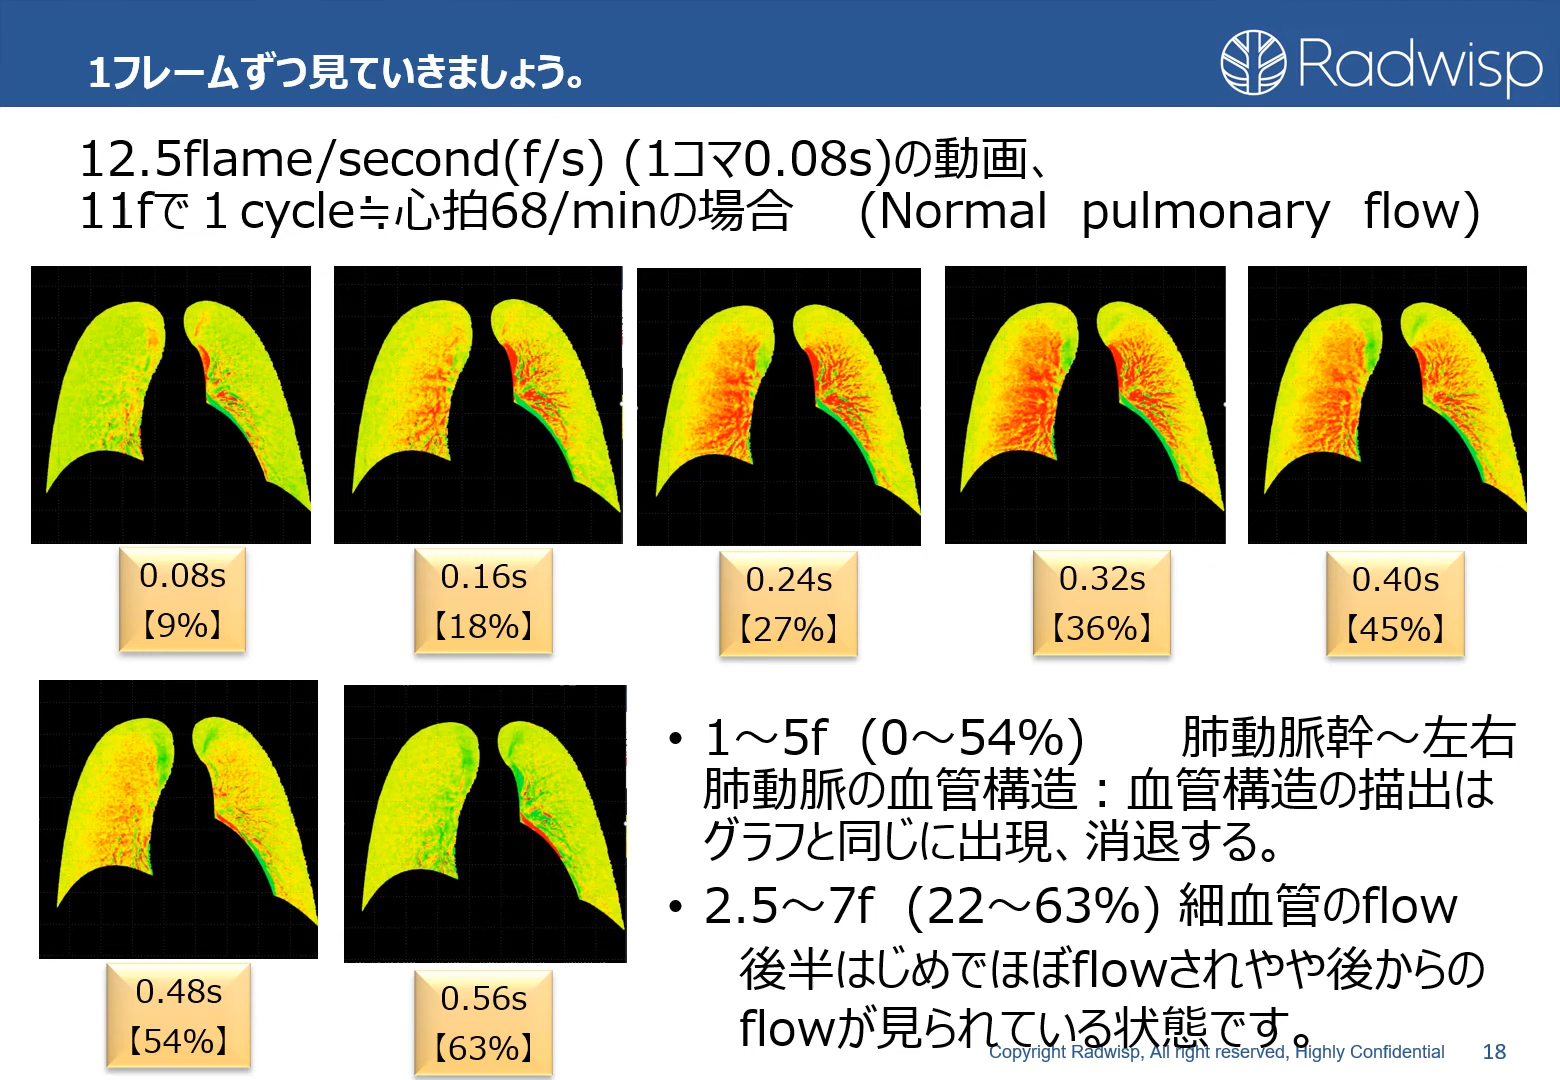 1フレームずつ見ていきましょう。
Radwisp
12.5flame/second(f/s) (1コマ0.08s)の動画、
11fで１cycle≒心拍68/minの場合　(Normal pulmonary flow)
0.08s
【9%】
0.16s
【18%】
0.24s
【27%】
0.32s
【36%】
0.40s
【45%】
0.48s
【54%】
0.56s
【63%】
• 1～5f (0～54%)　肺動脈幹～左右
肺動脈の血管構造：血管構造の描出は
グラフと同じに出現、消退する。
• 2.5～7f (22～63%) 細血管のflow
後半はじめでほぼflowされやや後からの
flowが見られている状態です。
Copyright Radwisp, All right reserved, Highly Confidential
18